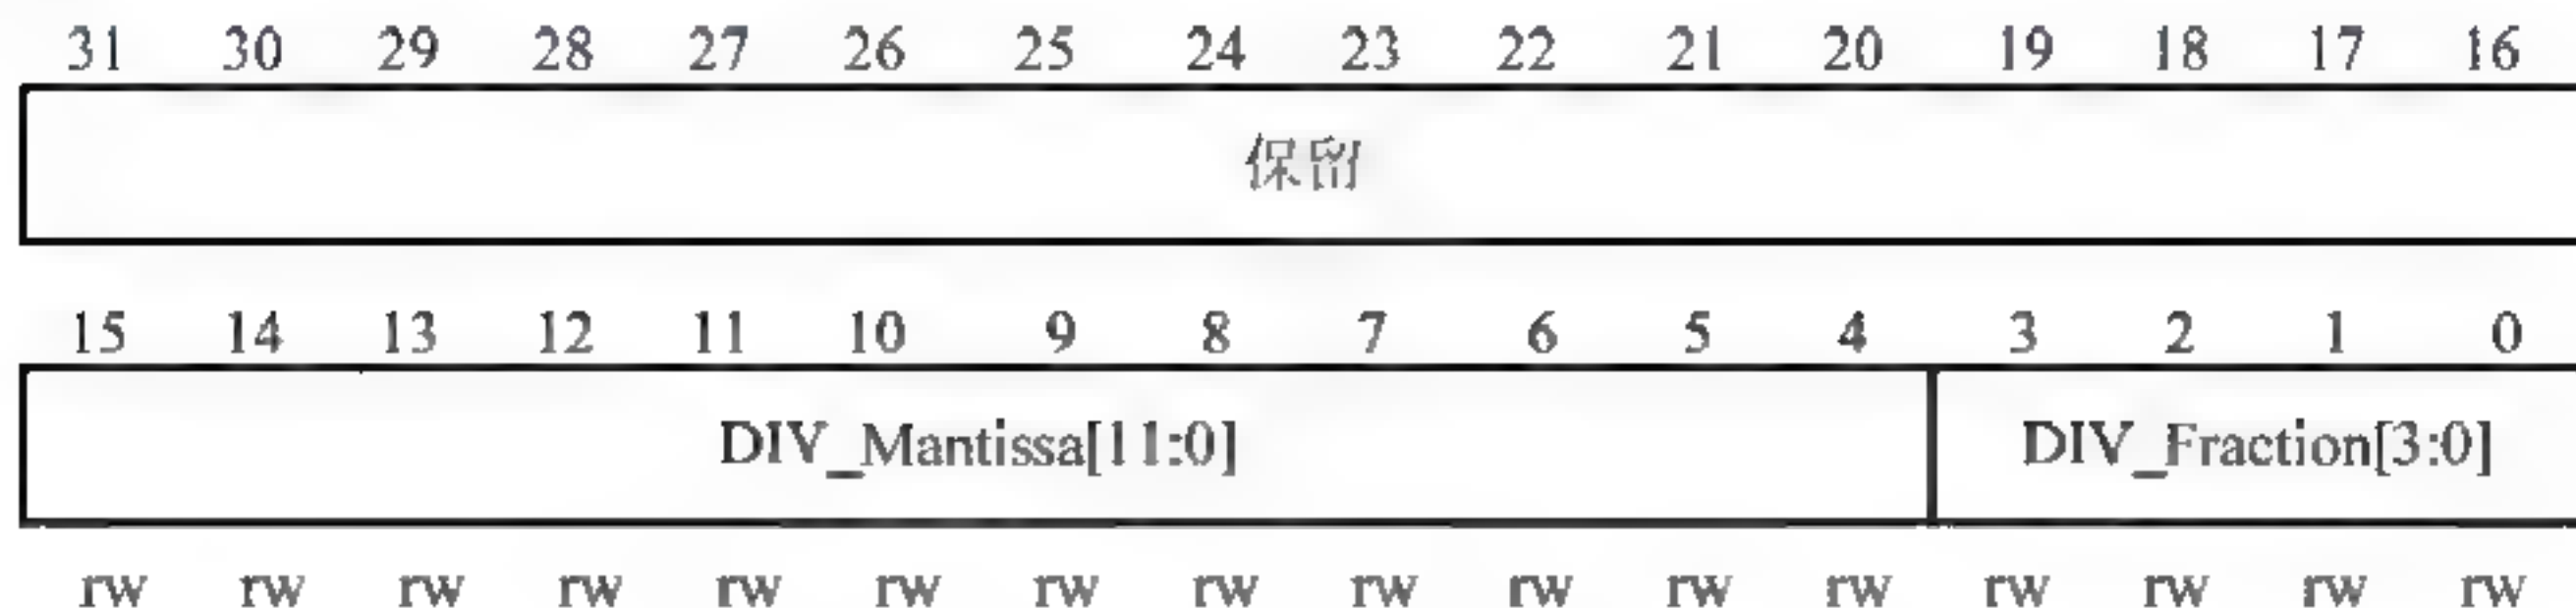 31 30 29 28 27 26 25 24 23 22 21 20 19 18 17 16
保留
15 14 13 12 11 10 9 8 7 6 5 4 3 2 1 0
DIV_Mantissa[11:0] DIV_Fraction[3:0]
rw rw rw rw rw rw rw rw rw rw rw rw rw rw rw rw